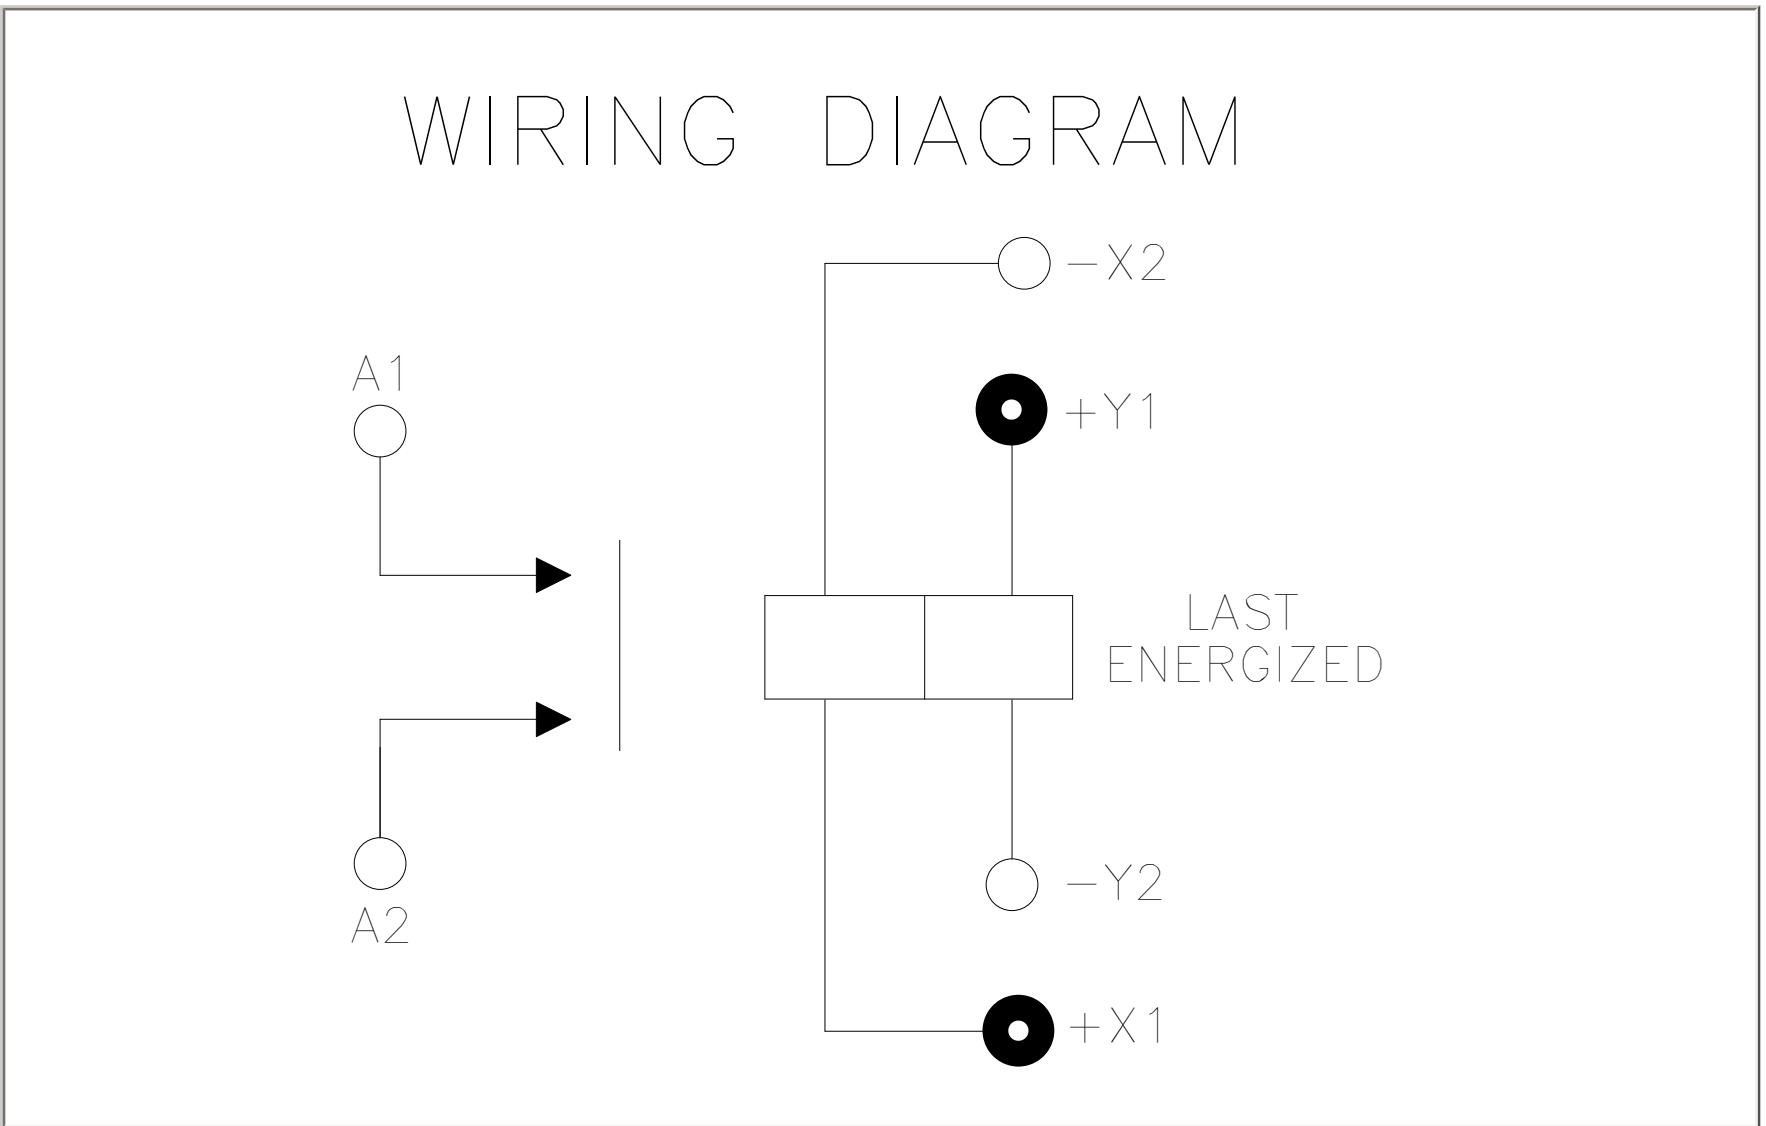 WIRING DIAGRAM
-X2
A1
+Y1
LAST
ENERGIZED
-Y2
A2
+X1